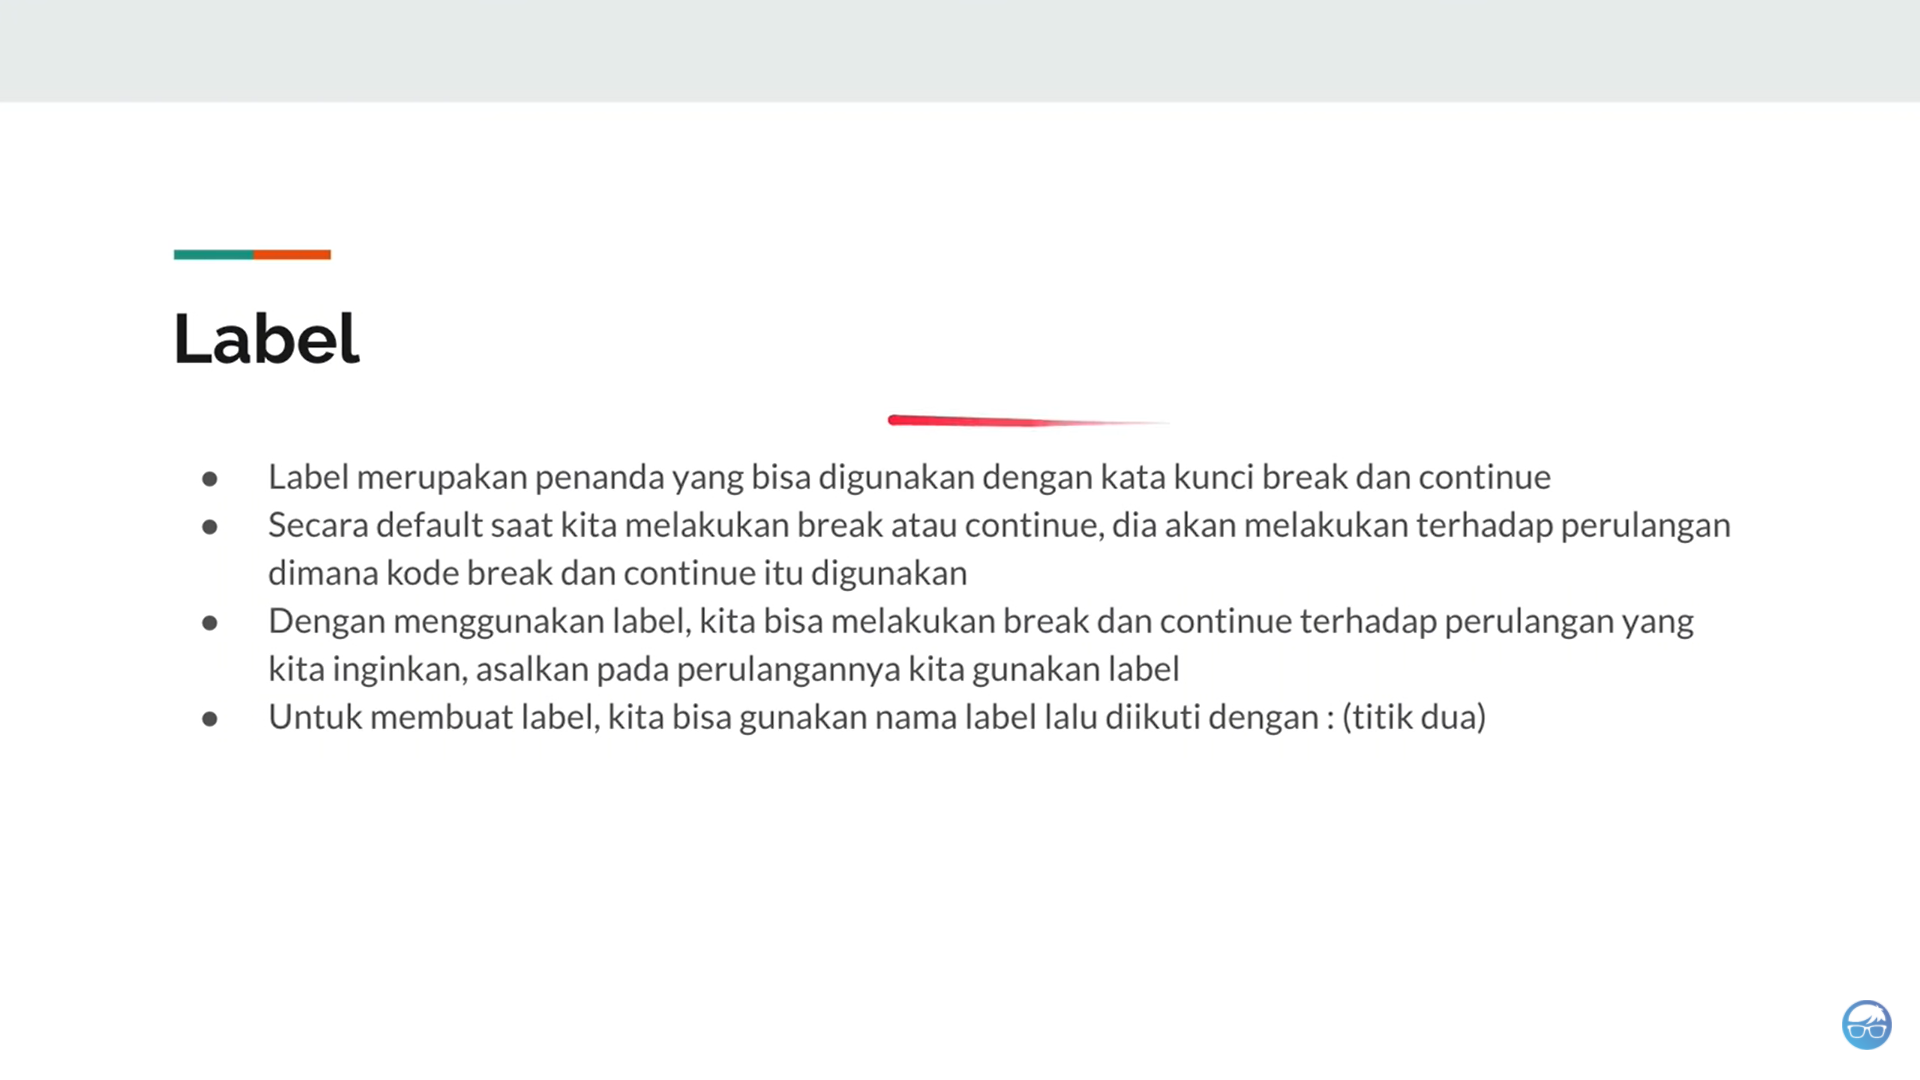 Label
● Label merupakan penanda yang bisa digunakan dengan kata kunci break dan continue
● Secara default saat kita melakukan break atau continue, dia akan melakukan terhadap perulangan
dimana kode break dan continue itu digunakan
● Dengan menggunakan label, kita bisa melakukan break dan continue terhadap perulangan yang
kita inginkan, asalkan pada perulangannya kita gunakan label
● Untuk membuat label, kita bisa gunakan nama label lalu diikuti dengan : (titik dua)